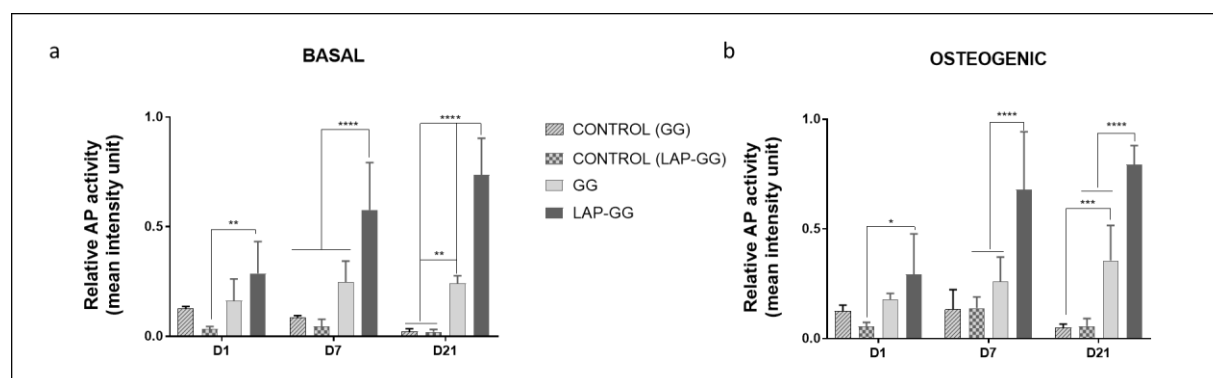 a
BASAL
Relative AP activity
(mean intensity unit)
1.0
0.5
0.0
**
****
****
**
D1
D7
D21
CONTROL (GG)
CONTROL (LAP-GG)
GG
LAP-GG
b
OSTEOGENIC
Relative AP activity
(mean intensity unit)
1.0
0.5
0.0
*
****
****
***
D1
D7
D21